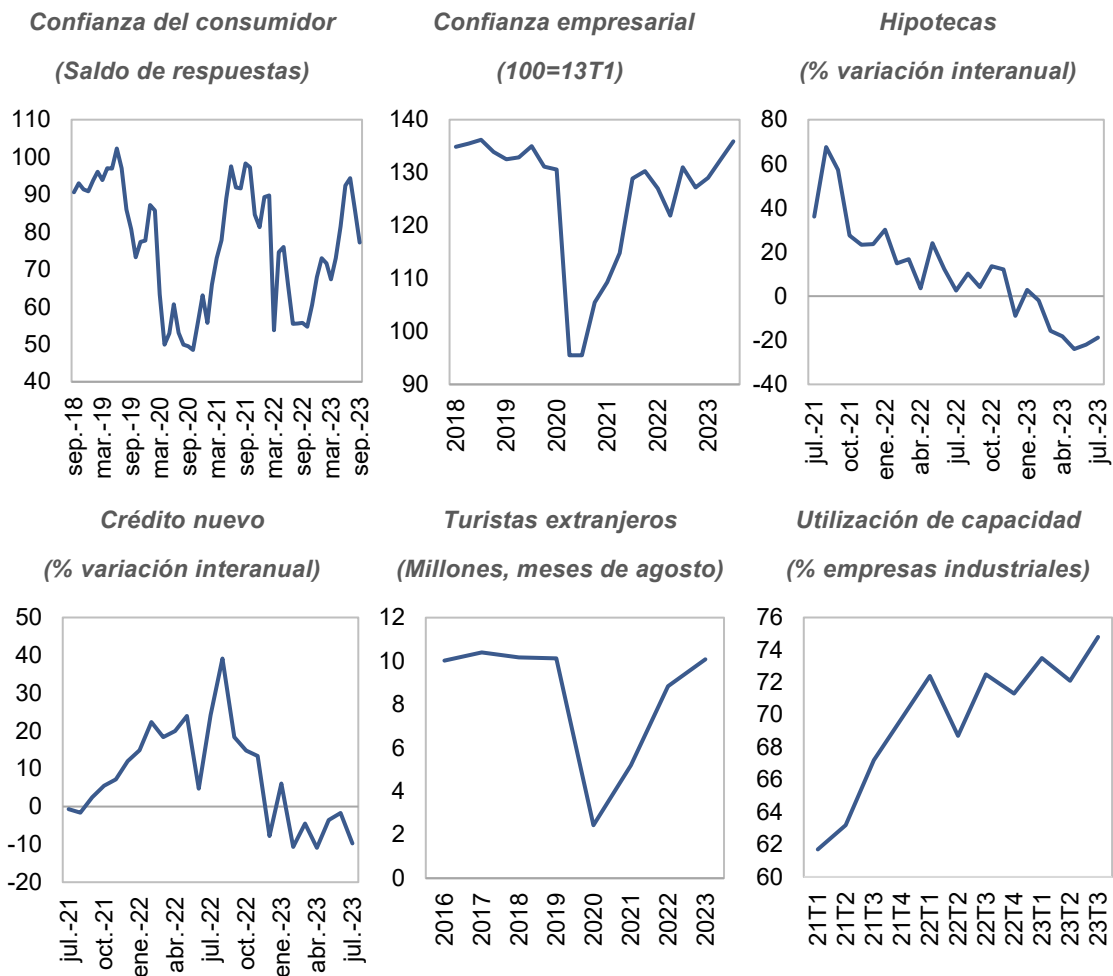 Confianza del consumidor
(Saldo de respuestas)
110
100
90
80
70
60
50
40
sep.-18
mar.-19
sep.-19
mar.-20
sep.-20
mar.-21
sep.-21
mar.-22
sep.-22
mar.-23
sep.-23
Confianza empresarial
(100=13T1)
140
130
120
110
100
90
2018
2019
2020
2021
2022
2023
Hipotecas
(% variación interanual)
80
60
40
20
0
-20
-40
jul.-21
oct.-21
ene.-22
abr.-22
jul.-22
oct.-22
ene.-23
abr.-23
jul.-23
Crédito nuevo
(% variación interanual)
50
40
30
20
10
0
-10
-20
jul.-21
oct.-21
ene.-22
abr.-22
jul.-22
oct.-22
ene.-23
abr.-23
jul.-23
Turistas extranjeros
(Millones, meses de agosto)
12
10
8
6
4
2
0
2016
2017
2018
2019
2020
2021
2022
2023
Utilización de capacidad
(% empresas industriales)
76
74
72
70
68
66
64
62
60
21T1
21T2
21T3
21T4
22T1
22T2
22T3
22T4
23T1
23T2
23T3